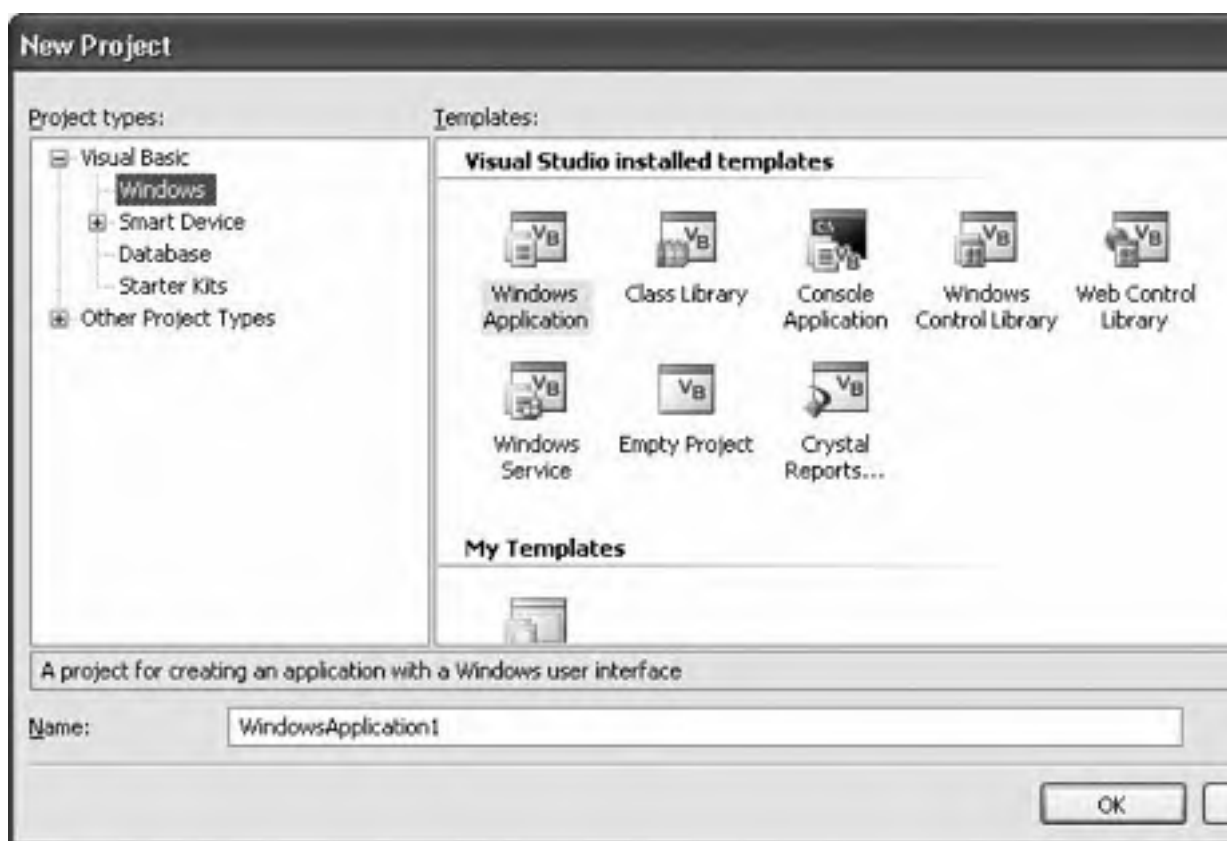 New Project
Project types:
Templates:
Visual Basic
Windows
Smart Device
Database
Starter Kits
Other Project Types
Visual Studio installed templates
Windows
Application
Class Library
Console
Application
Windows
Control Library
Web Control
Library
Windows
Service
Empty Project
Crystal
Reports...
My Templates
A project for creating an application with a Windows user interface
Name:
WindowsApplication1
OK